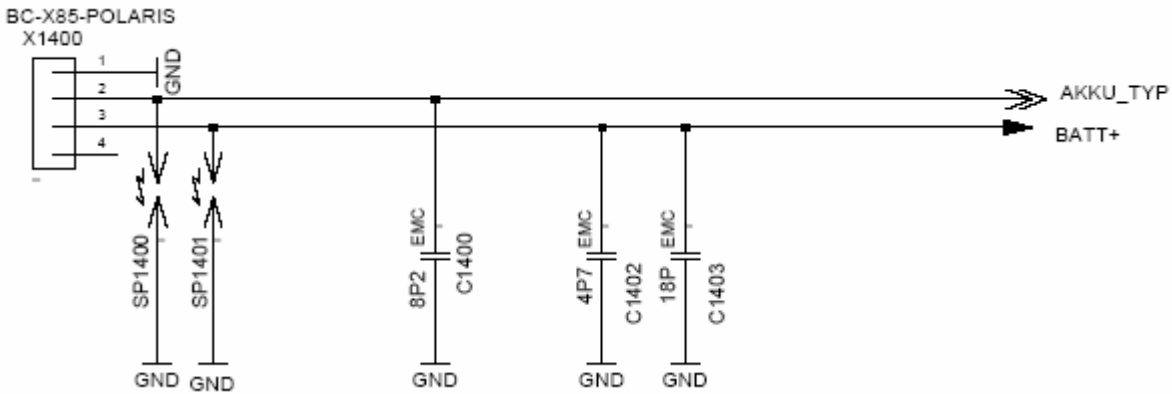 BC-X85-POLARIS
X1400
1
GND
2
AKKU_TYP
3
BATT+
4
SP1400
SP1401
8P2
EMC
C1400
4P7
EMC
C1402
18P
EMC
C1403
GND
GND
GND
GND
GND